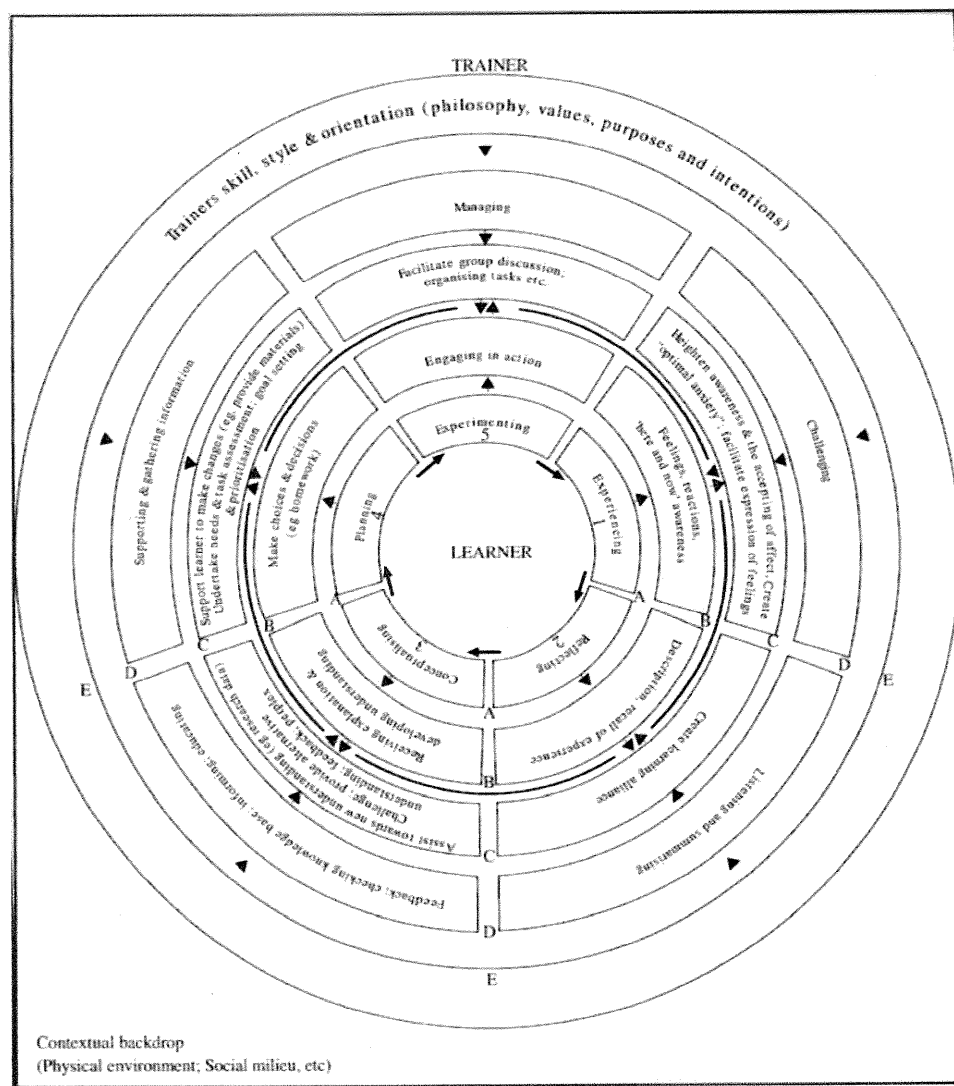 TRAINER
Trainers skill, style & orientation (philosophy, values, purposes and intentions)
Managing
Facilitate group discussion;
organising tasks etc.
Engaging in action
Experimenting
5
Challenging
Heighten awareness & the accepting of affect. Create
"optimal anxiety"; facilitate expression of feelings
Feelings, reactions,
'here and now' awareness
Experiencing
1
Listening and summarising
Create learning alliance
Description, recall of experience
Reflecting
2
Feedback; checking knowledge base; informing; educating
Assist towards new understanding (eg research data)
Challenge; provide alternative
understanding; feedback, perplex
Receiving explanation &
developing understanding
Conceptualising
3
Supporting & gathering information
Support learner to make changes (eg. provide materials)
Undertake needs & task assessment; goal setting
& prioritisation
Make choices & decisions
(eg homework)
Planning
4
LEARNER
A
A
A
B
B
B
C
C
C
D
D
D
E
E
E
Contextual backdrop
(Physical environment; Social milieu, etc)